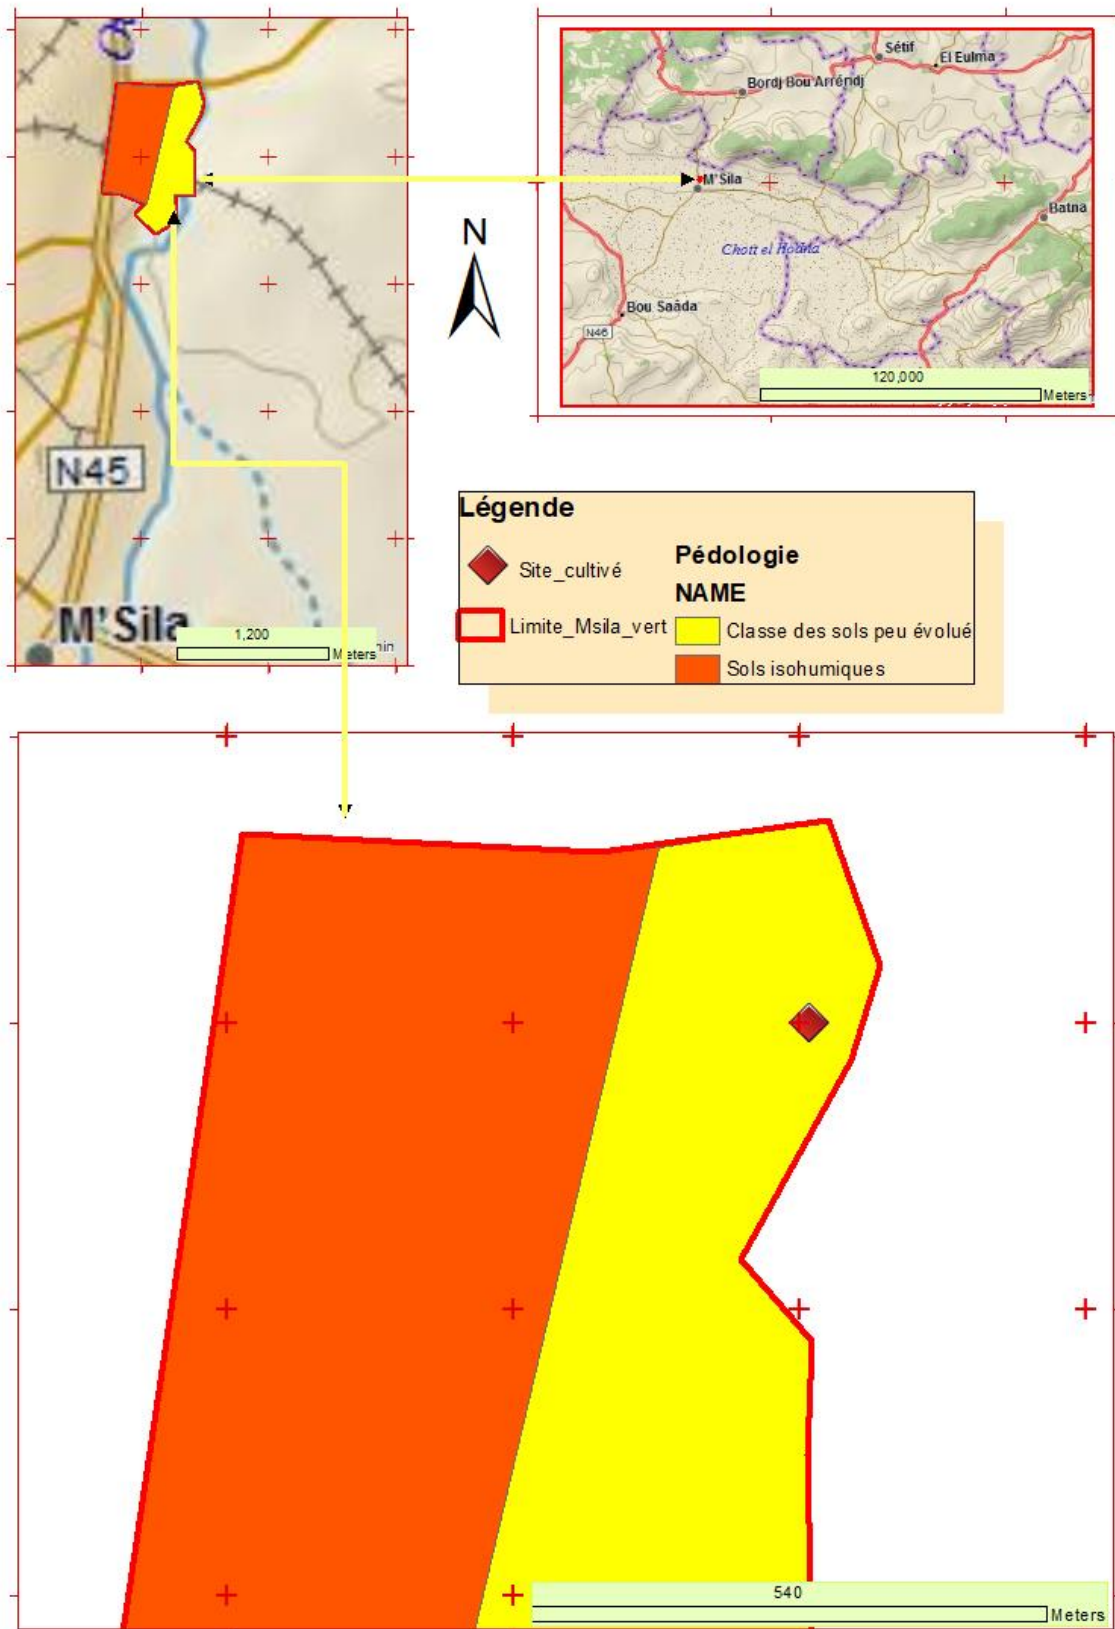 Sétif
El Eulma
Bordj Bou Arréridj
M'Sila
Batna
Chott el Hodna
Bou Saâda
N46
120,000
Meters
N
N45
M'Sila
1,200
Meters
min
Légende
Site_cultivé
Limite_Msila_vert
Pédologie
NAME
Classe des sols peu évolué
Sols isohumiques
540
Meters